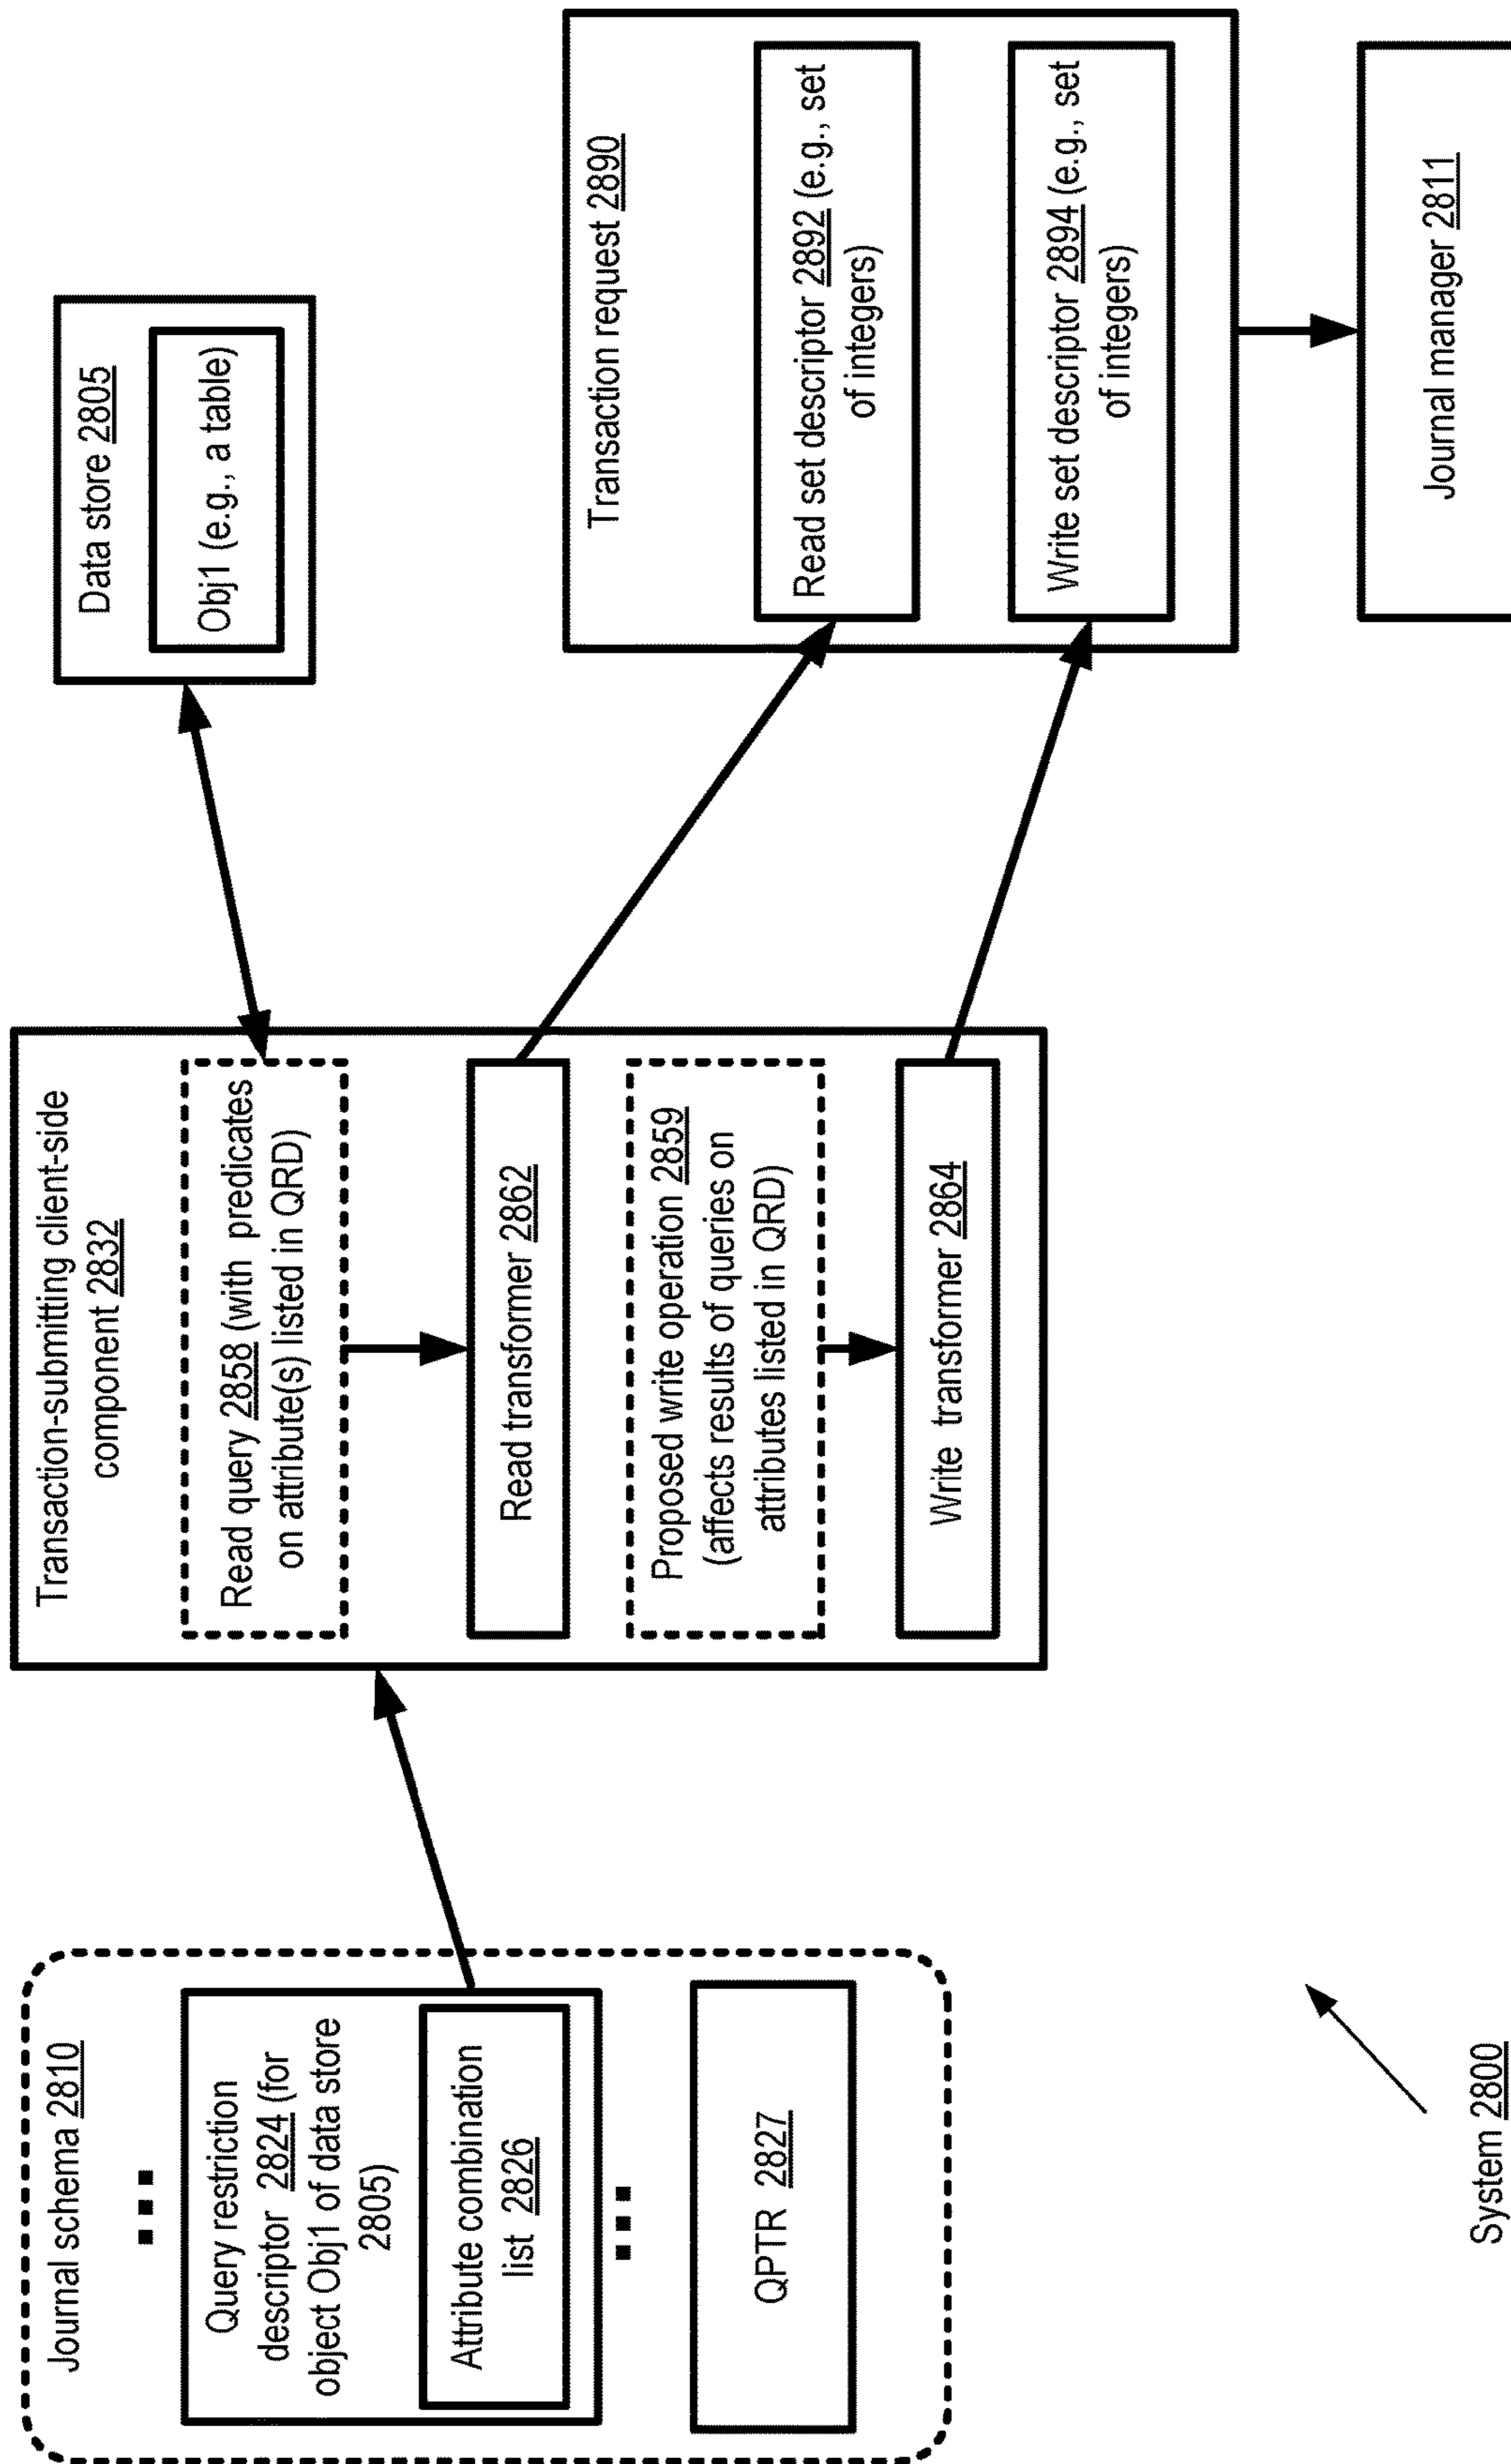 Journal schema 2810
Query restriction
descriptor 2824 (for
object Obj1 of data store
2805)
Attribute combination
list 2826
QPTR 2827
Transaction-submitting client-side
component 2832
Read query 2858 (with predicates
on attribute(s) listed in QRD)
Read transformer 2862
Proposed write operation 2859
(affects results of queries on
attributes listed in QRD)
Write transformer 2864
Data store 2805
Obj1 (e.g., a table)
Transaction request 2890
Read set descriptor 2892 (e.g., set
of integers)
Write set descriptor 2894 (e.g., set
of integers)
Journal manager 2811
System 2800